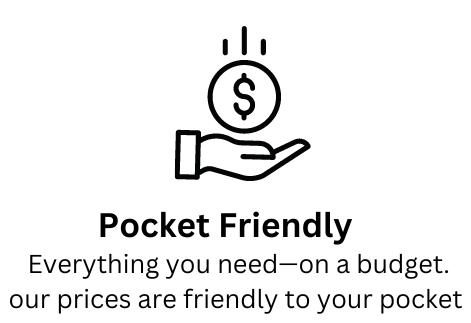 $
Pocket Friendly
Everything you need—on a budget.
our prices are friendly to your pocket